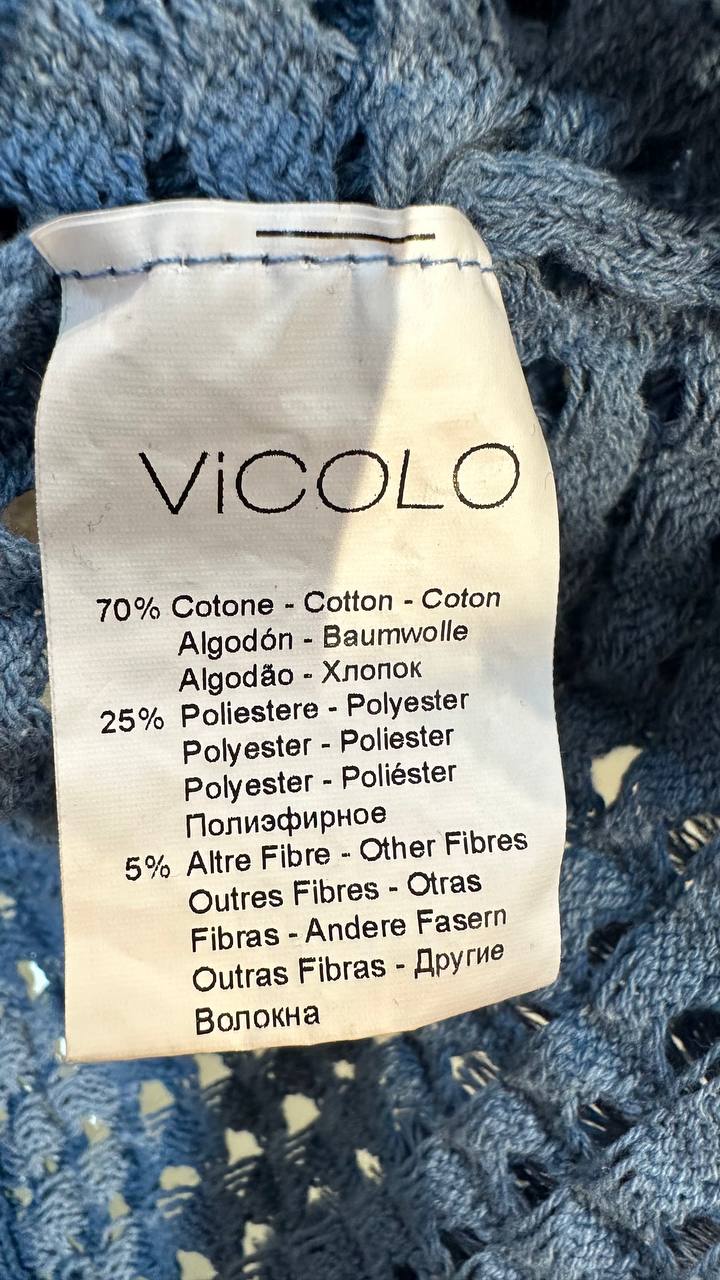 ViCOLO
70% Cotone - Cotton - Coton
Algodón - Baumwolle
Algodão - Хлопок
25% Poliestere - Polyester
Polyester - Poliester
Polyester - Poliéster
Полиэфирное
5% Altre Fibre - Other Fibres
Outres Fibres - Otras
Fibras - Andere Fasern
Outras Fibras - Другие
Волокна